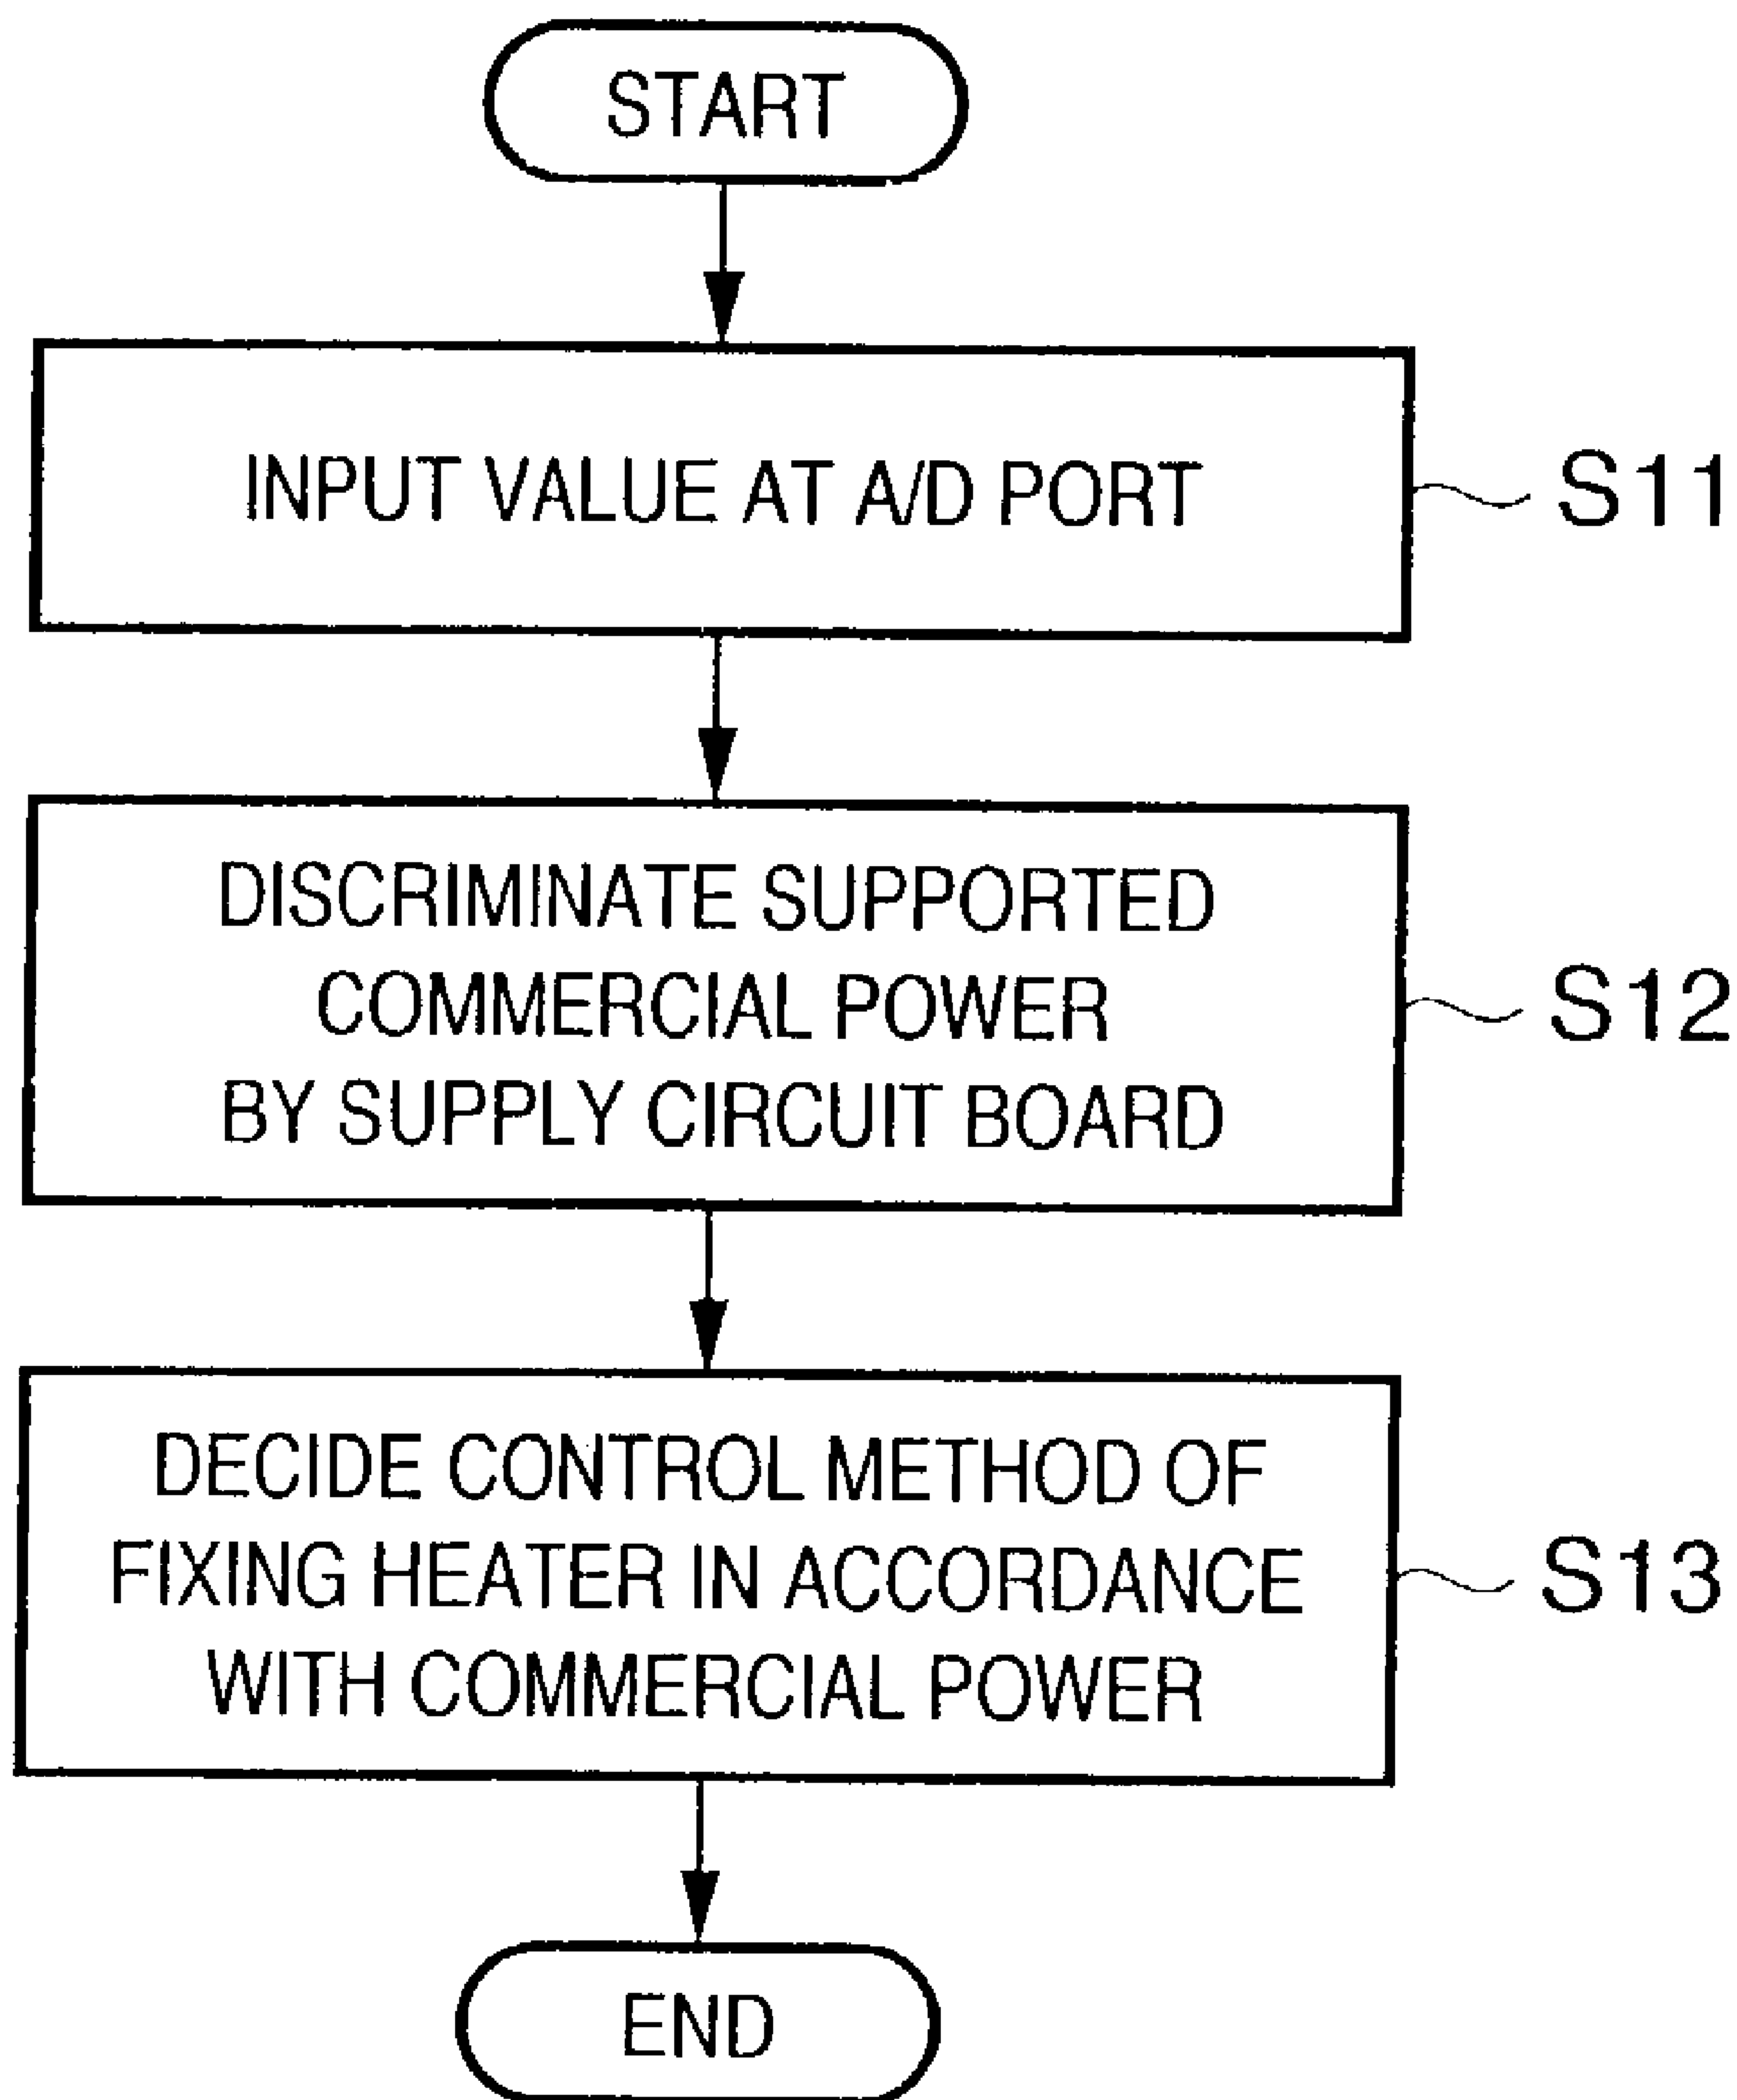 START
INPUT VALUE AT A/D PORT
S11
DISCRIMINATE SUPPORTED
COMMERCIAL POWER
BY SUPPLY CIRCUIT BOARD
S12
DECIDE CONTROL METHOD OF
FIXING HEATER IN ACCORDANCE
WITH COMMERCIAL POWER
S13
END